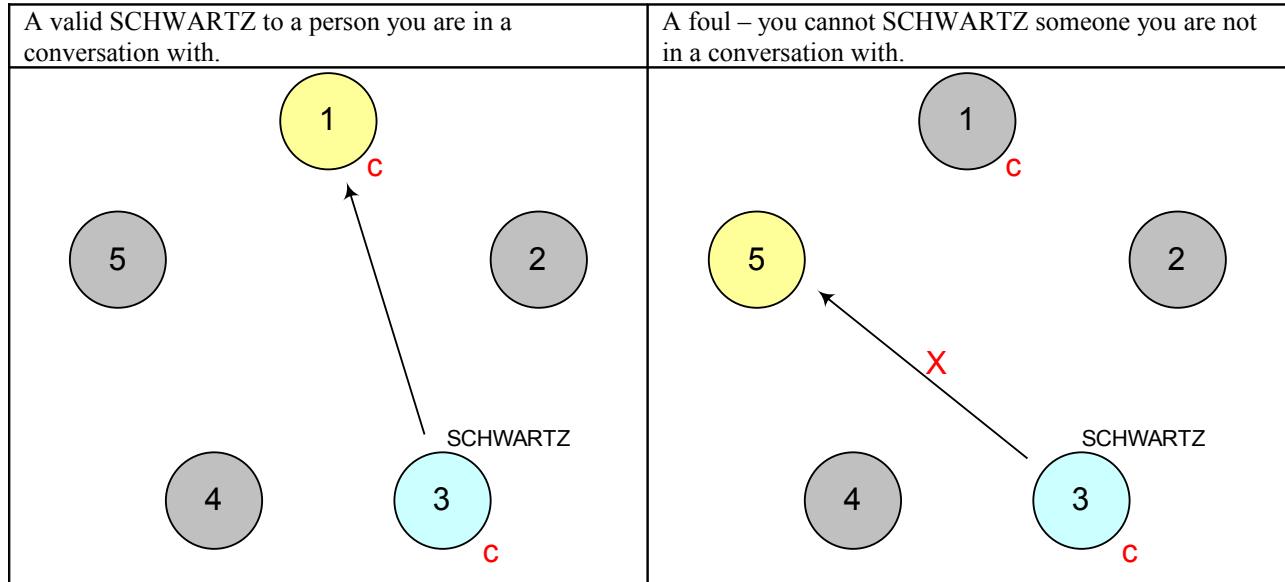 A valid SCHWARTZ to a person you are in a
conversation with.
A foul – you cannot SCHWARTZ someone you are not
in a conversation with.
1
c
5
2
SCHWARTZ
4
3
c
1
c
5
2
X
SCHWARTZ
4
3
c